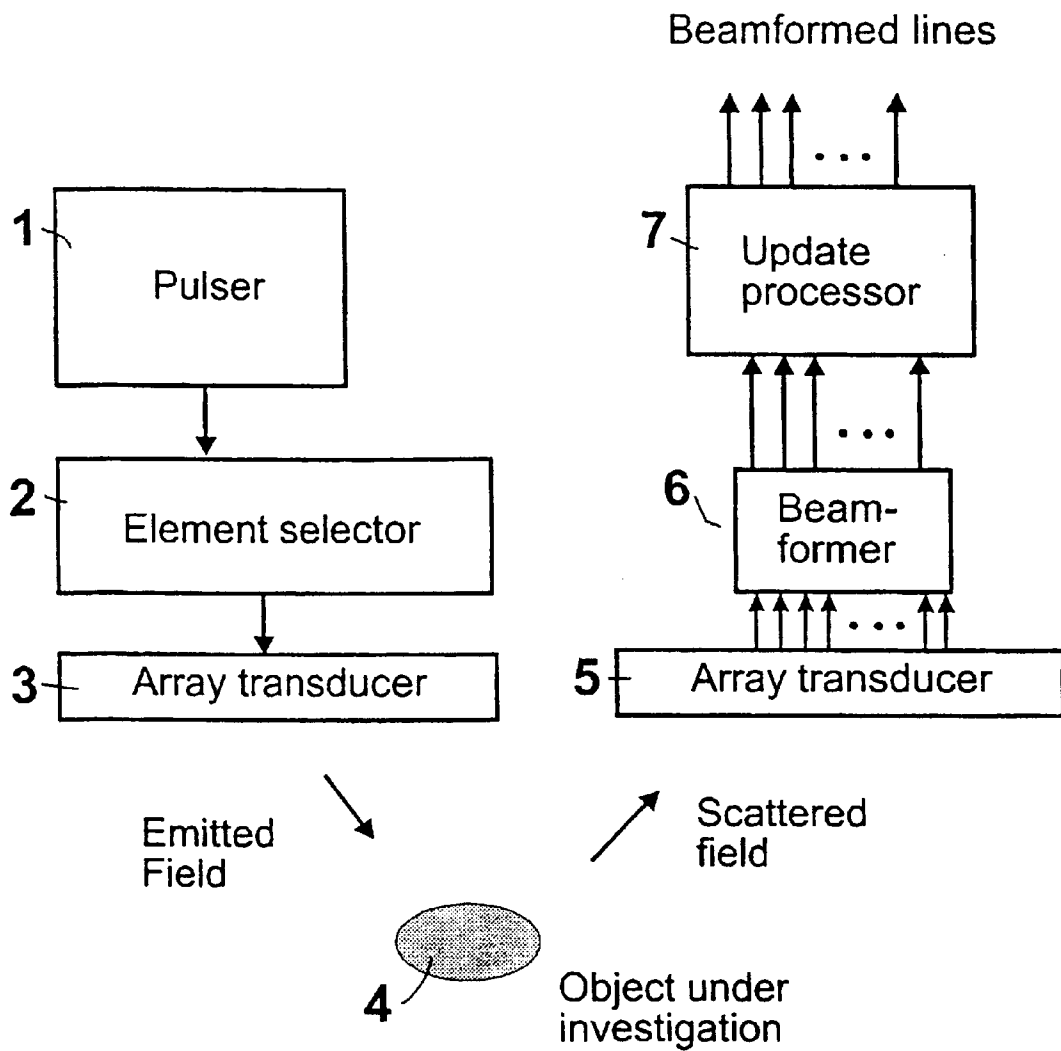 Beamformed lines
1
Pulser
2
Element selector
3
Array transducer
Emitted
Field
4
Object under
investigation
Scattered
field
5
Array transducer
6
Beam-
former
7
Update
processor